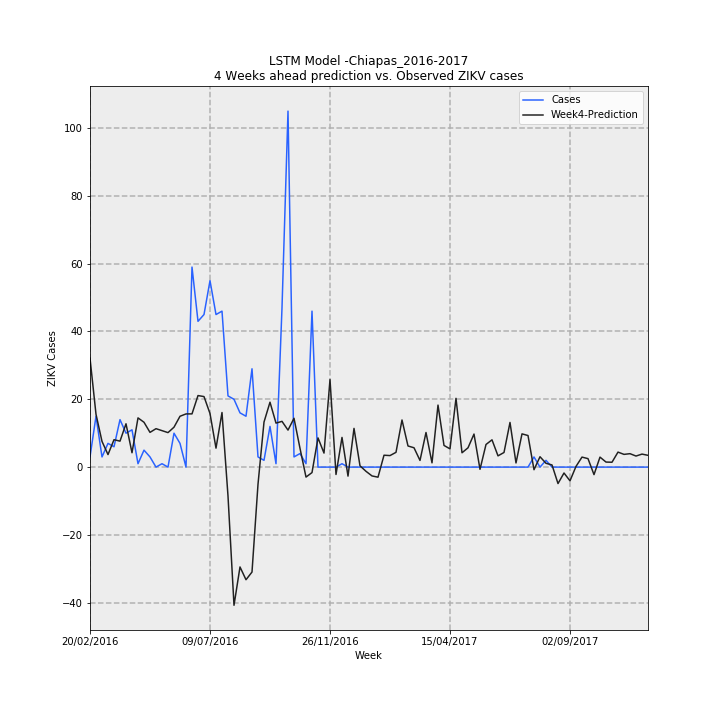 LSTM Model -Chiapas_2016-2017
4 Weeks ahead prediction vs. Observed ZIKV cases
Cases
Week4-Prediction
ZIKV Cases
100
80
60
40
20
0
−20
−40
20/02/2016
09/07/2016
26/11/2016
15/04/2017
02/09/2017
Week